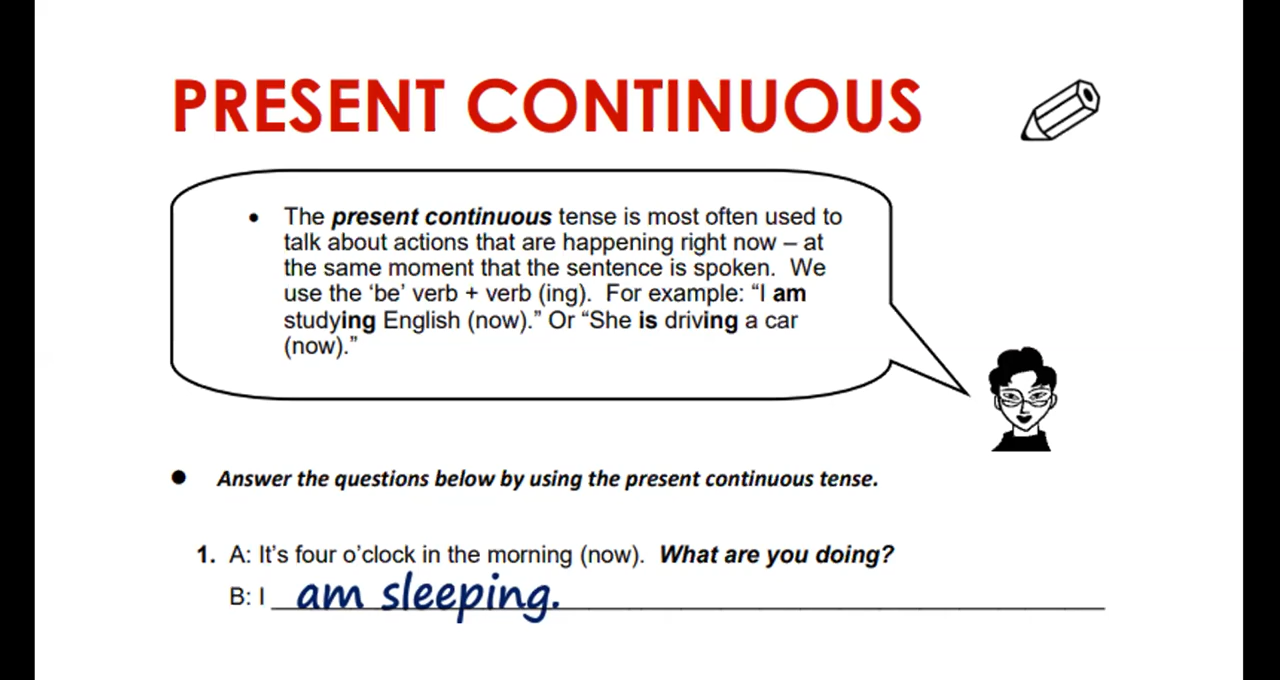 PRESENT CONTINUOUS
• The present continuous tense is most often used to
talk about actions that are happening right now – at
the same moment that the sentence is spoken.  We
use the ‘be’ verb + verb (ing).  For example: “I am
studying English (now).” Or “She is driving a car
(now).”
● Answer the questions below by using the present continuous tense.
1. A: It’s four o’clock in the morning (now).  What are you doing?
B: I am sleeping.